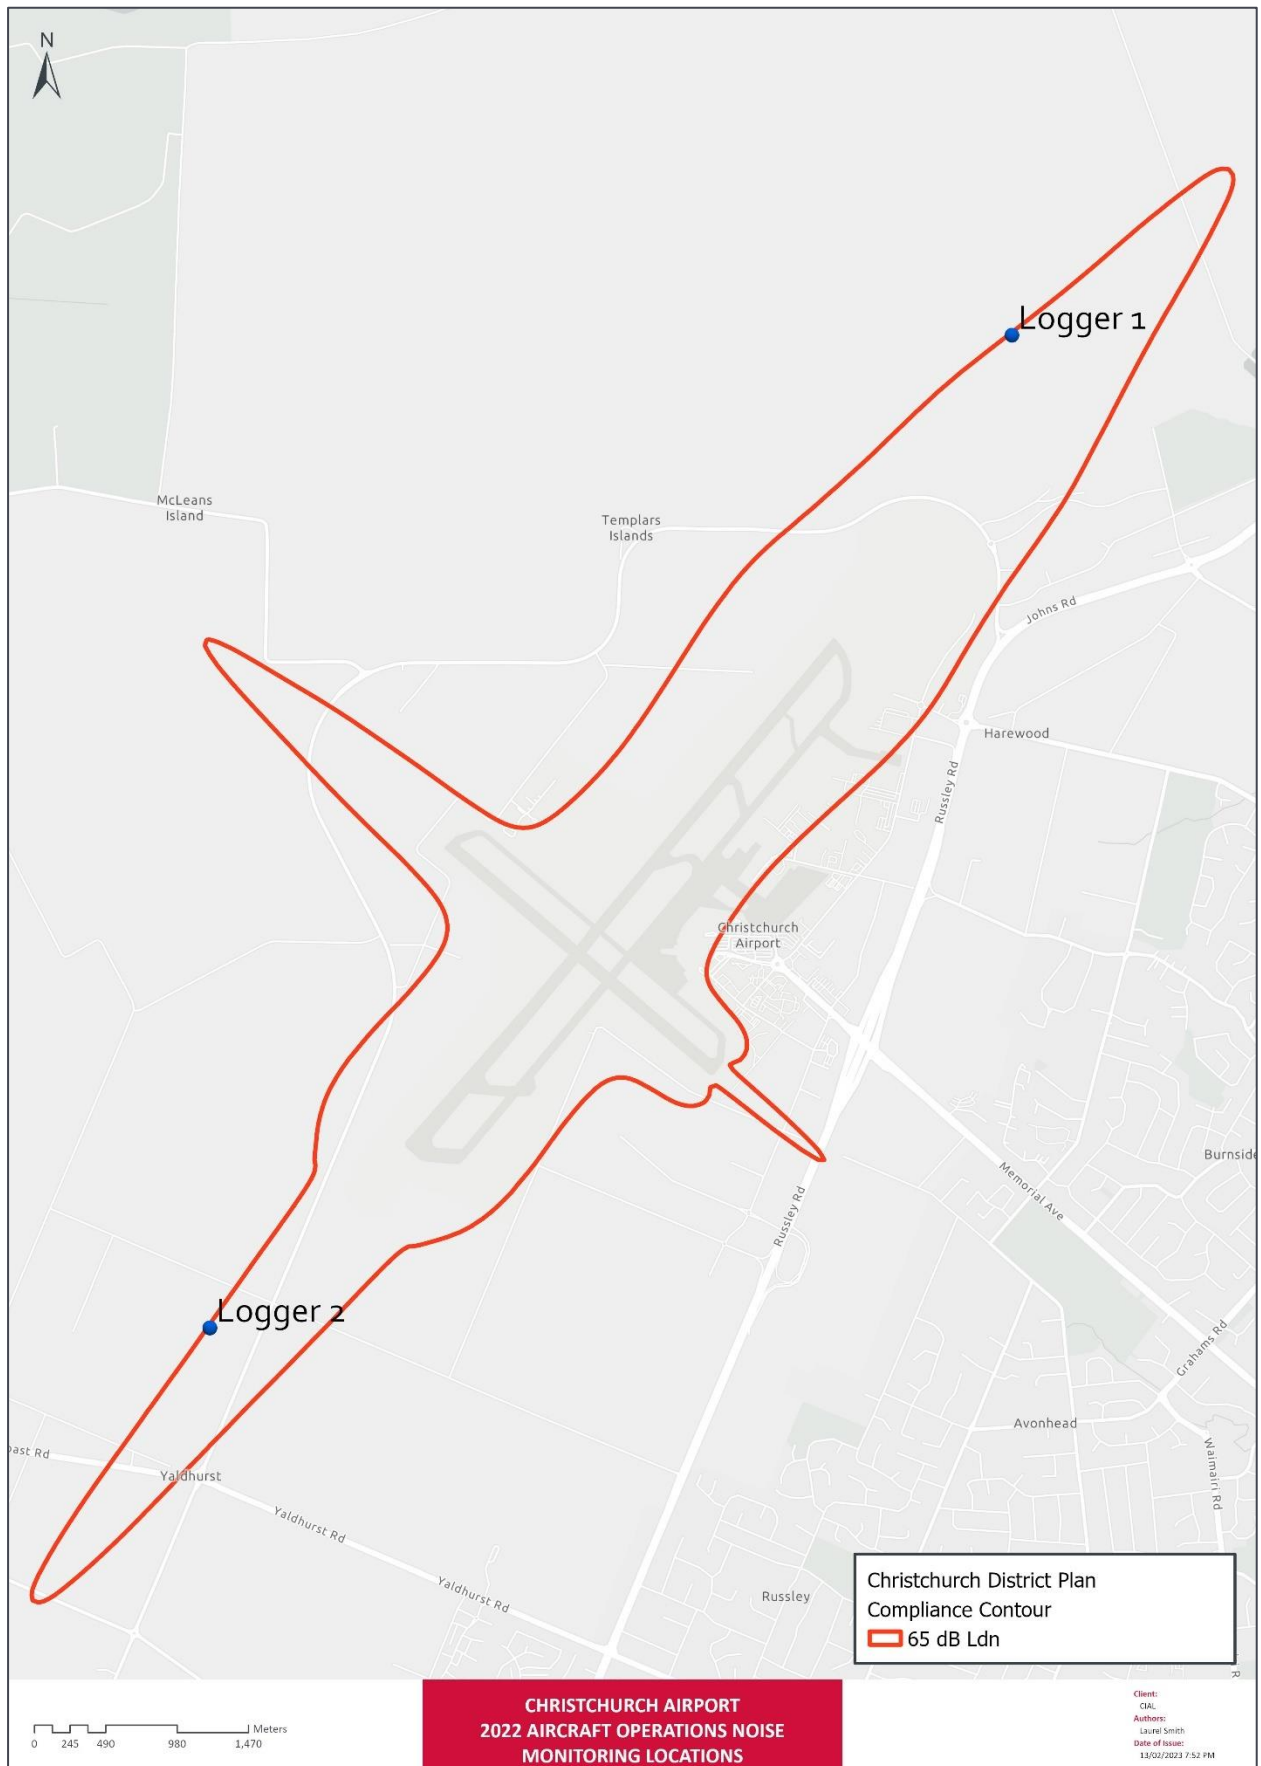 N
Logger 1
McLeans
Island
Templars
Islands
Johns Rd
Harewood
Russley Rd
Christchurch
Airport
Burnside
Memorial Ave
Russley Rd
Logger 2
Grahams Rd
Avonhead
Waimairi Rd
oast Rd
Yaldhurst
Yaldhurst Rd
Yaldhurst Rd
Russley
Christchurch District Plan
Compliance Contour
65 dB Ldn
R
Meters
0 245 490 980 1,470
CHRISTCHURCH AIRPORT
2022 AIRCRAFT OPERATIONS NOISE
MONITORING LOCATIONS
Client:
CIAL
Authors:
Laurel Smith
Date of Issue:
13/02/2023 7:52 PM